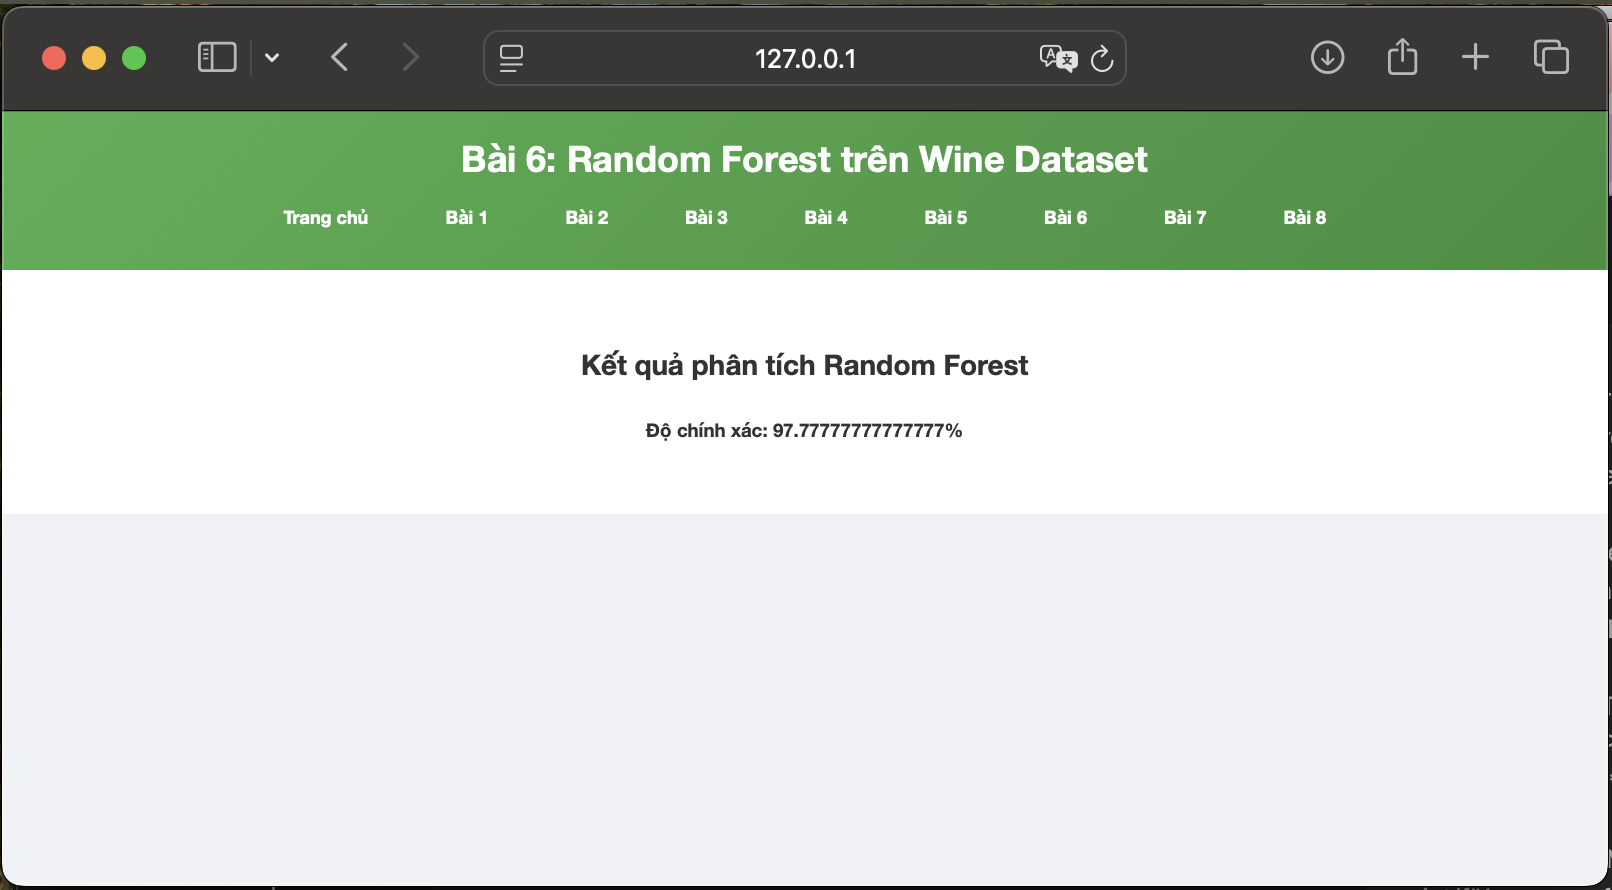 127.0.0.1
Bài 6: Random Forest trên Wine Dataset
Trang chủ Bài 1 Bài 2 Bài 3 Bài 4 Bài 5 Bài 6 Bài 7 Bài 8
Kết quả phân tích Random Forest
Độ chính xác: 97.77777777777777%